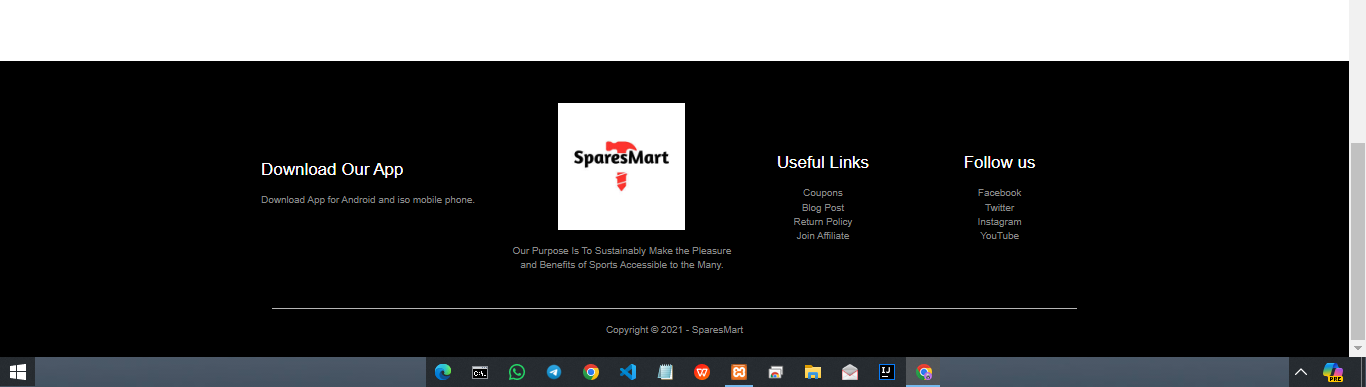 Download Our App
Download App for Android and iso mobile phone.
SparesMart
Our Purpose Is To Sustainably Make the Pleasure
and Benefits of Sports Accessible to the Many.
Useful Links
Coupons
Blog Post
Return Policy
Join Affiliate
Follow us
Facebook
Twitter
Instagram
YouTube
Copyright © 2021 - SparesMart
C:\.
IJ
PRE